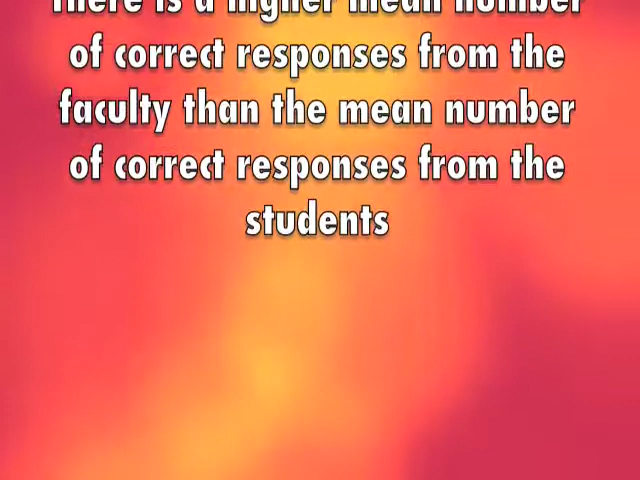 There is a higher mean number
of correct responses from the
faculty than the mean number
of correct responses from the
students